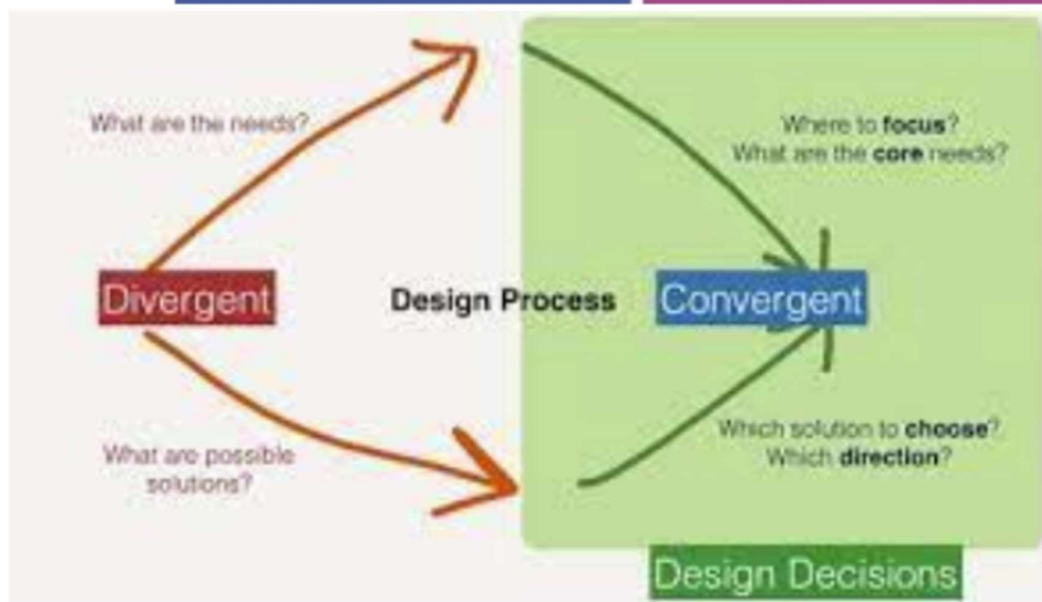 What are the needs?
Where to focus?
What are the core needs?
Divergent
Design Process
Convergent
What are possible
solutions?
Which solution to choose?
Which direction?
Design Decisions